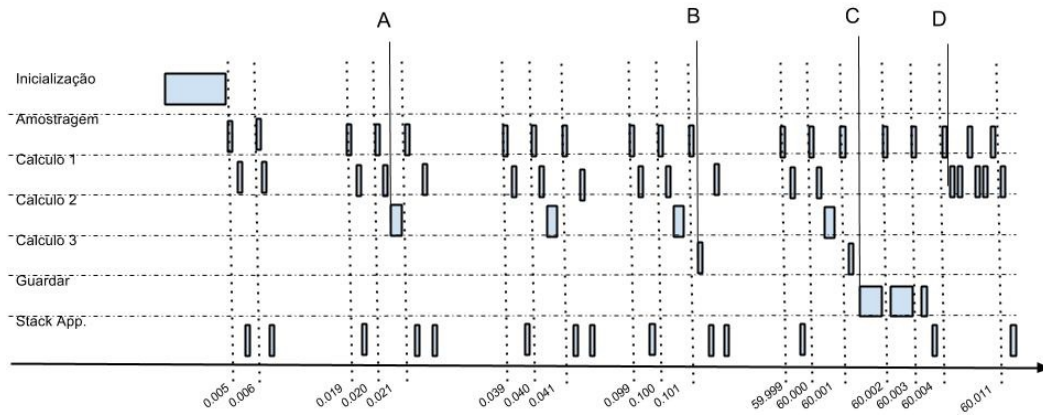 A
B
C
D
Inicialização
Amostragem
Calculo 1
Calculo 2
Calculo 3
Guardar
Stack App.
0.005
0.006
0.019
0.020
0.021
0.039
0.040
0.041
0.099
0.100
0.101
59.999
60.000
60.001
60.002
60.003
60.004
60.011